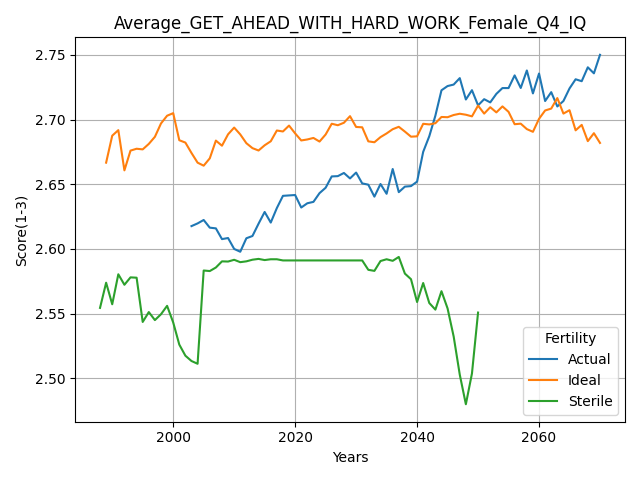 Average_GET_AHEAD_WITH_HARD_WORK_Female_Q4_IQ
Score(1-3)
2.75
2.70
2.65
2.60
2.55
2.50
2000
2020
2040
2060
Years
Fertility
Actual
Ideal
Sterile